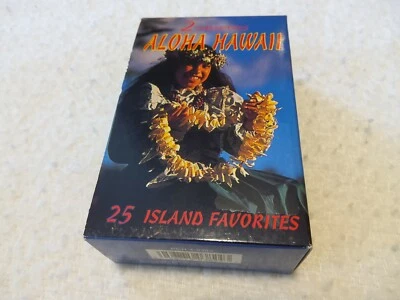 ALOHA HAWAII
25 ISLAND FAVORITES